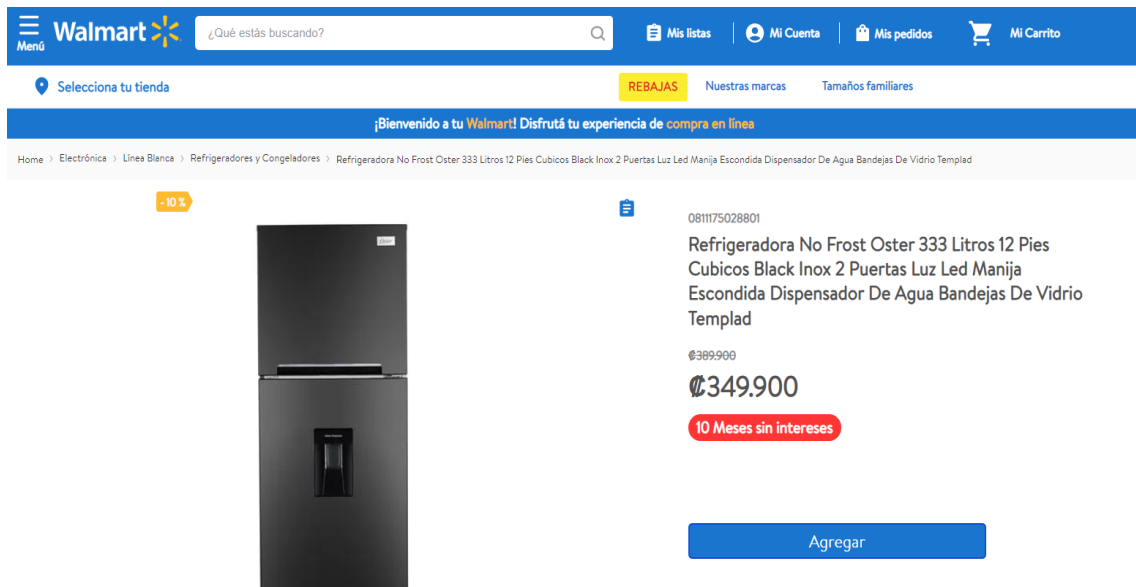 Menú
Walmart
¿Qué estás buscando?
Mis listas
Mi Cuenta
Mis pedidos
Mi Carrito
Selecciona tu tienda
REBAJAS
Nuestras marcas
Tamaños familiares
¡Bienvenido a tu Walmart! Disfrutá tu experiencia de compra en línea
Home > Electrónica > Línea Blanca > Refrigeradores y Congeladores > Refrigeradora No Frost Oster 333 Litros 12 Pies Cubicos Black Inox 2 Puertas Luz Led Manija Escondida Dispensador De Agua Bandejas De Vidrio Templad
-10 %
Oster
0811175028801
Refrigeradora No Frost Oster 333 Litros 12 Pies
Cubicos Black Inox 2 Puertas Luz Led Manija
Escondida Dispensador De Agua Bandejas De Vidrio
Templad
₡389.900
₡349.900
10 Meses sin intereses
Agregar